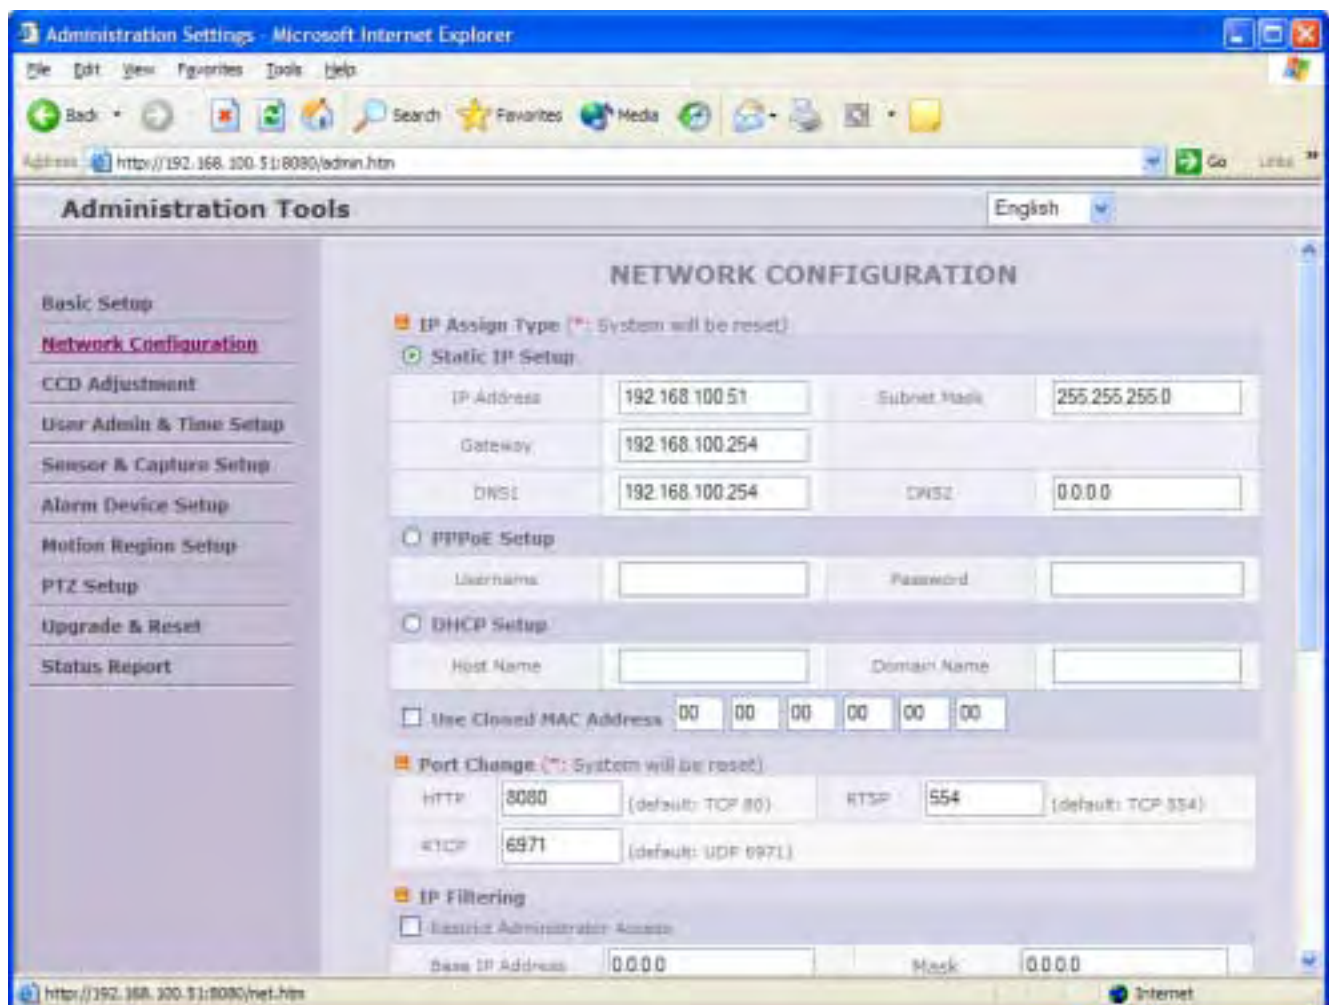 Administration Settings - Microsoft Internet Explorer
File Edit View Favorites Tools Help
Back Search Favorites Media
Address http://192.168.100.51:8080/admin.htm Go Links »
Administration Tools English
NETWORK CONFIGURATION
Basic Setup
Network Configuration
CCD Adjustment
User Admin & Time Setup
Sensor & Capture Setup
Alarm Device Setup
Motion Region Setup
PTZ Setup
Upgrade & Reset
Status Report
IP Assign Type (*: System will be reset)
Static IP Setup
IP Address 192.168.100.51 Subnet Mask 255.255.255.0
Gateway 192.168.100.254
DNS1 192.168.100.254 DNS2 0.0.0.0
PPPoE Setup
Username Password
DHCP Setup
Host Name Domain Name
Use Cloned MAC Address 00 00 00 00 00 00
Port Change (*: System will be reset)
HTTP 8080 (default: TCP 80) RTSP 554 (default: TCP 554)
RTCP 6971 (default: UDP 6971)
IP Filtering
Restrict Administrator Access
Base IP Address 0.0.0.0 Mask 0.0.0.0
http://192.168.100.51:8080/net.htm Internet